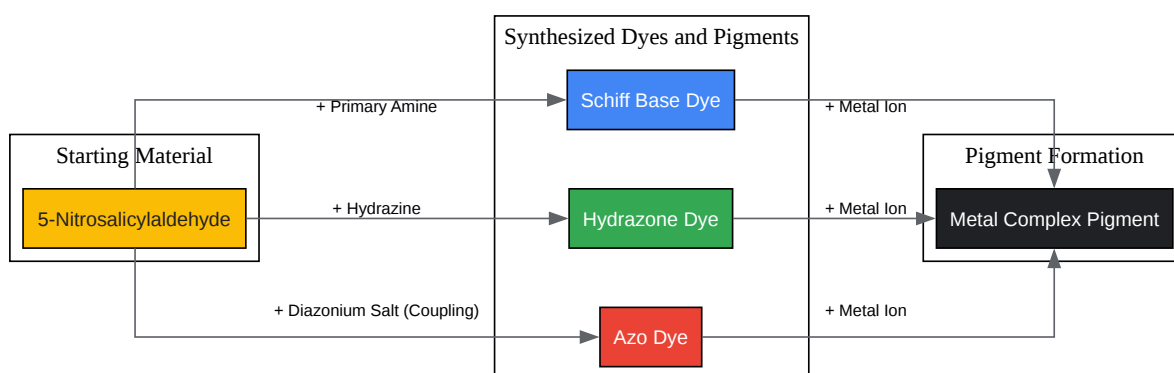 Synthesized Dyes and Pigments
+ Primary Amine
Schiff Base Dye
+ Metal Ion
Starting Material
Pigment Formation
5-Nitrosalicylaldehyde
+ Hydrazine
Hydrazone Dye
+ Metal Ion
Metal Complex Pigment
+ Diazonium Salt (Coupling)
Azo Dye
+ Metal Ion